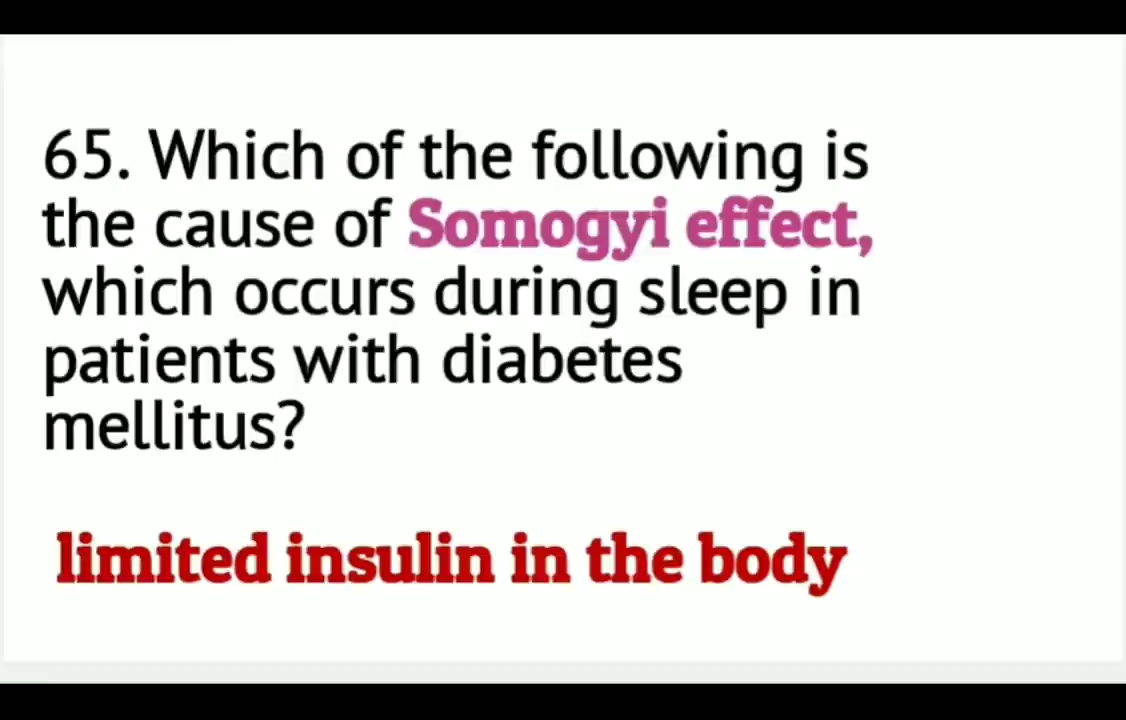 65. Which of the following is
the cause of Somogyi effect,
which occurs during sleep in
patients with diabetes
mellitus?
limited insulin in the body